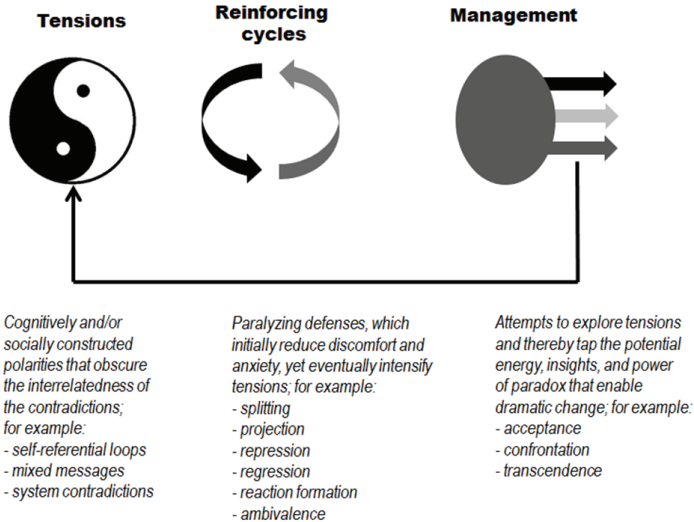 Tensions
Reinforcing
cycles
Management
Cognitively and/or
socially constructed
polarities that obscure
the interrelatedness of
the contradictions;
for example:
- self-referential loops
- mixed messages
- system contradictions
Paralyzing defenses, which
initially reduce discomfort and
anxiety, yet eventually intensify
tensions; for example:
- splitting
- projection
- repression
- regression
- reaction formation
- ambivalence
Attempts to explore tensions
and thereby tap the potential
energy, insights, and power
of paradox that enable
dramatic change; for example:
- acceptance
- confrontation
- transcendence